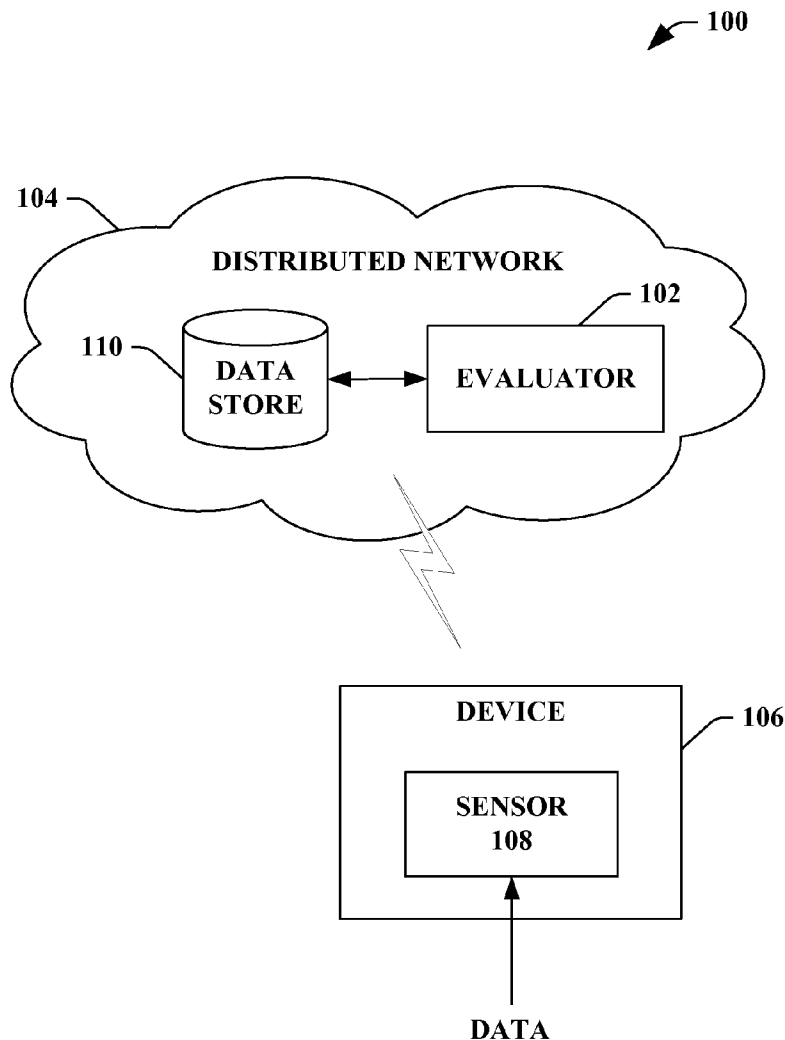 100
104
DISTRIBUTED NETWORK
102
110
DATA
STORE
EVALUATOR
DEVICE
106
SENSOR
108
DATA